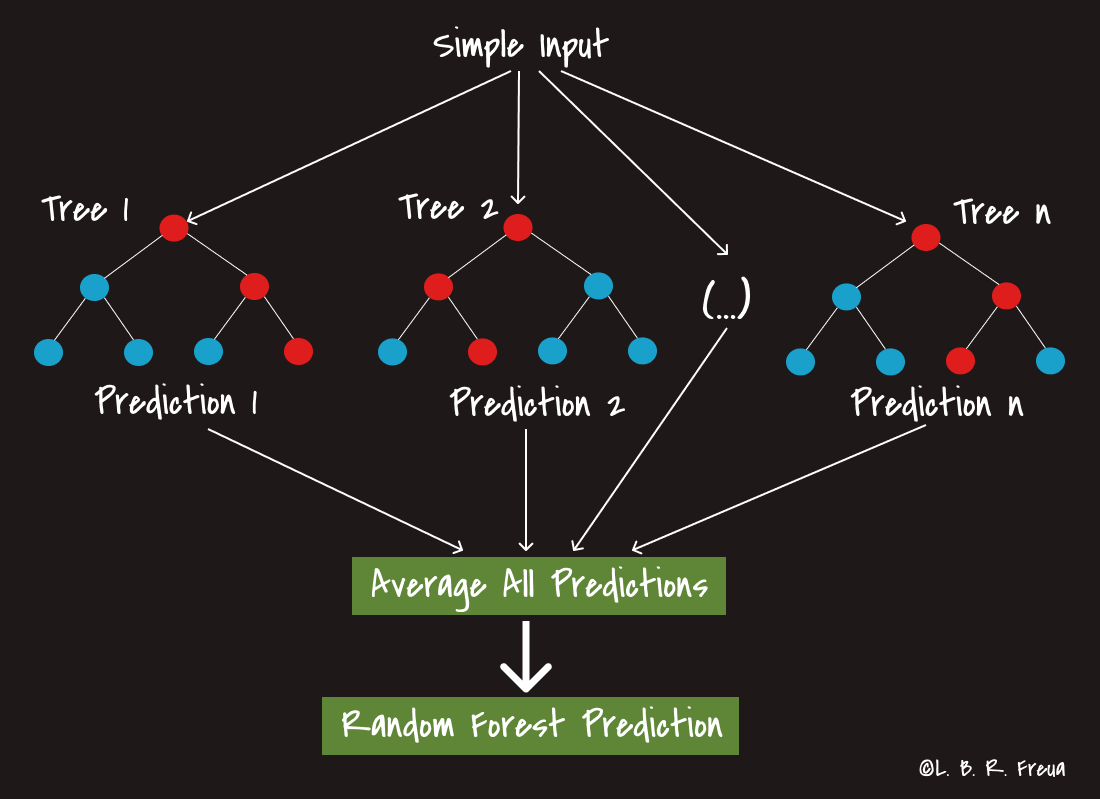 Simple Input
Tree 1
Tree 2
Tree n
(...)
Prediction 1
Prediction 2
Prediction n
Average All Predictions
Random Forest Prediction
©L. B. R. Freua